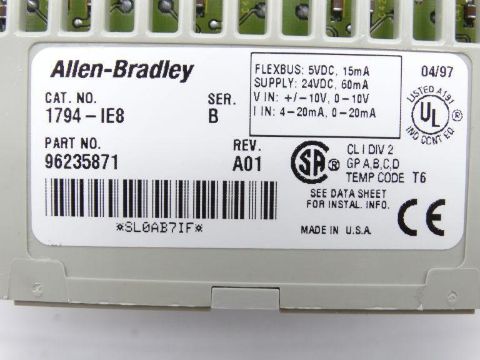 Allen-Bradley
CAT. NO. SER.
1794-IE8 B
PART NO. REV.
96235871 A01
*SL0AB7IF*
FLEXBUS: 5VDC, 15mA
SUPPLY: 24VDC, 60mA
V IN: +/-10V, 0-10V
I IN: 4-20mA, 0-20mA
04/97
LISTED A191
UL
IND CONT EQ.
SA
CL I DIV 2
GP A,B,C,D
TEMP CODE T6
SEE DATA SHEET
FOR INSTAL. INFO.
MADE IN U.S.A.
CE